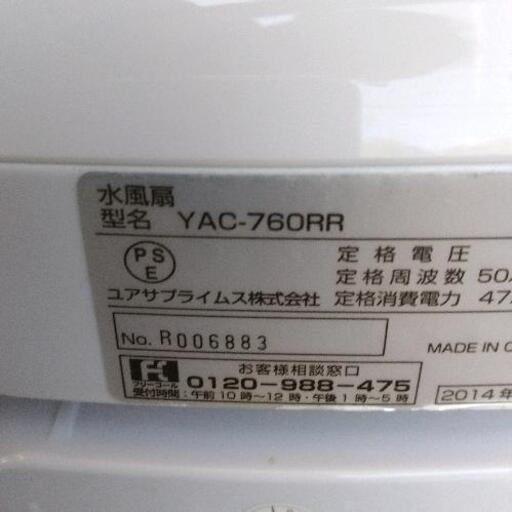 水風扇
型名 YAC-760RR
PS
E
定格電圧
定格周波数 50
ユアサプライムス株式会社 定格消費電力 47
No. R006883
MADE IN
お客様相談窓口
フリーコール 0120-988-475
受付時間:午前10時~12時・午後1時~5時
2014年